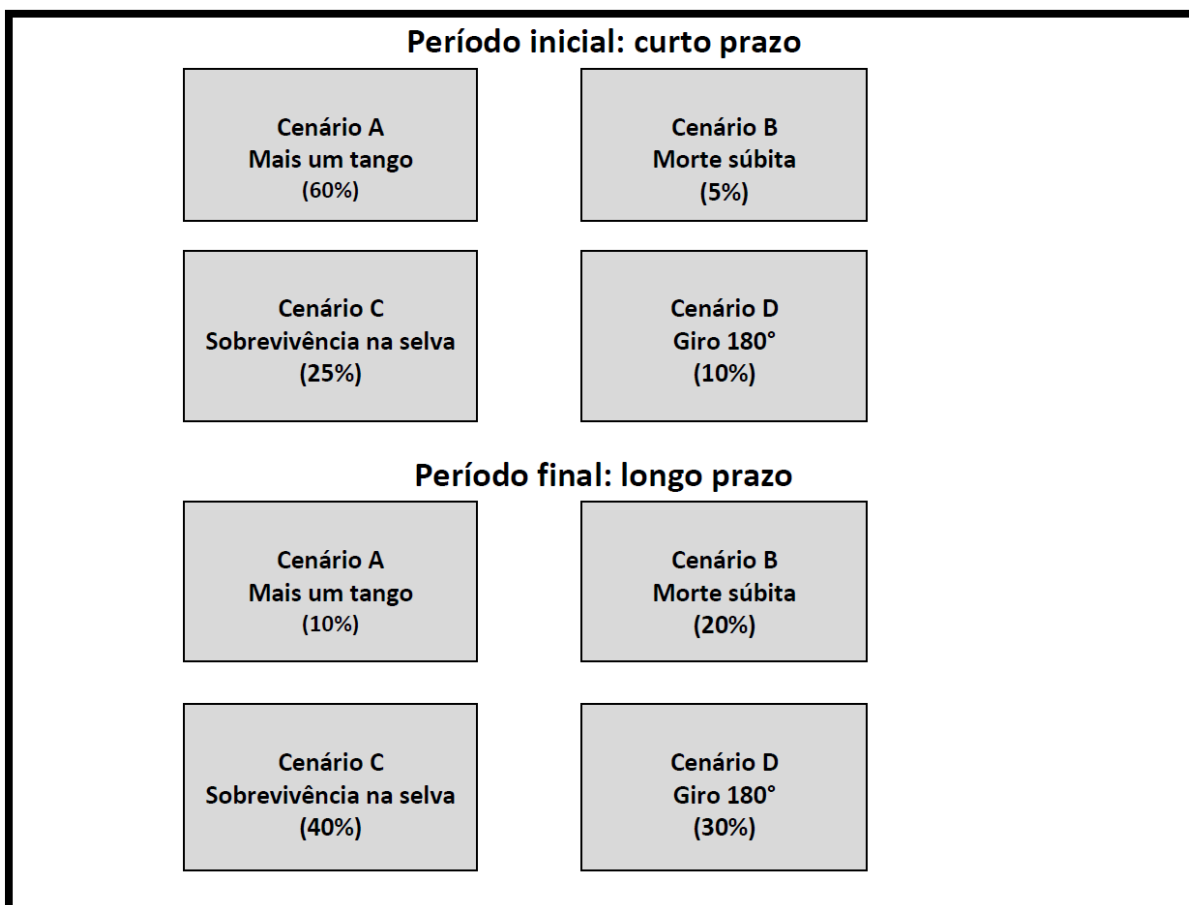 Período inicial: curto prazo
Cenário A
Mais um tango
(60%)
Cenário B
Morte súbita
(5%)
Cenário C
Sobrevivência na selva
(25%)
Cenário D
Giro 180°
(10%)
Período final: longo prazo
Cenário A
Mais um tango
(10%)
Cenário B
Morte súbita
(20%)
Cenário C
Sobrevivência na selva
(40%)
Cenário D
Giro 180°
(30%)